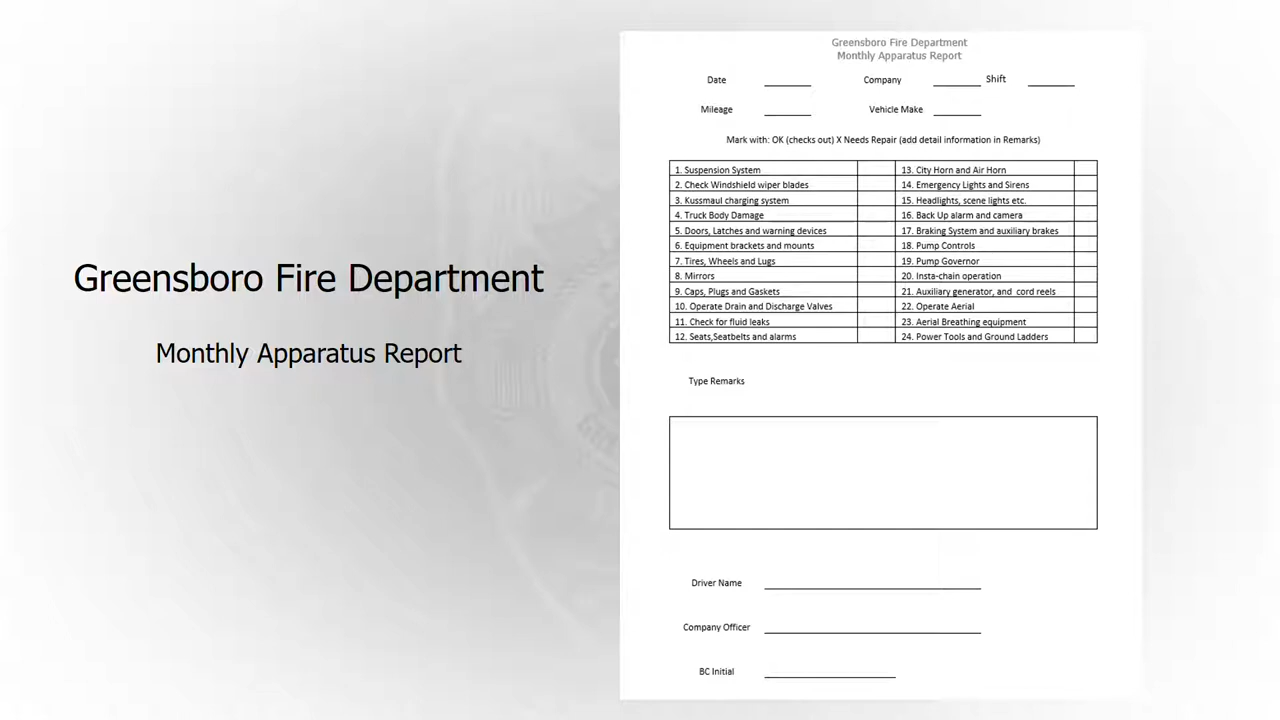 Greensboro Fire Department
Monthly Apparatus Report
Greensboro Fire Department
Monthly Apparatus Report
Date Company Shift
Mileage Vehicle Make
Mark with: OK (checks out) X Needs Repair (add detail information in Remarks)
1. Suspension System 13. City Horn and Air Horn
2. Check Windshield wiper blades 14. Emergency Lights and Sirens
3. Kussmaul charging system 15. Headlights, scene lights etc.
4. Truck Body Damage 16. Back Up alarm and camera
5. Doors, Latches and warning devices 17. Braking System and auxiliary brakes
6. Equipment brackets and mounts 18. Pump Controls
7. Tires, Wheels and Lugs 19. Pump Governor
8. Mirrors 20. Insta-chain operation
9. Caps, Plugs and Gaskets 21. Auxiliary generator, and cord reels
10. Operate Drain and Discharge Valves 22. Operate Aerial
11. Check for fluid leaks 23. Aerial Breathing equipment
12. Seats,Seatbelts and alarms 24. Power Tools and Ground Ladders
Type Remarks
Driver Name
Company Officer
BC Initial